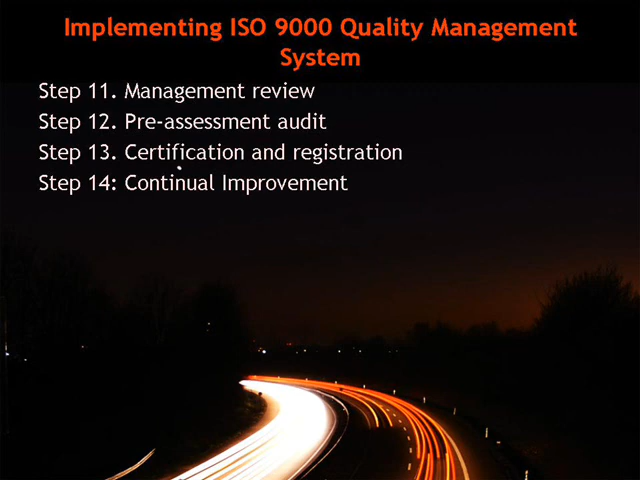 Implementing ISO 9000 Quality Management
System
Step 11. Management review
Step 12. Pre-assessment audit
Step 13. Certification and registration
Step 14: Continual Improvement